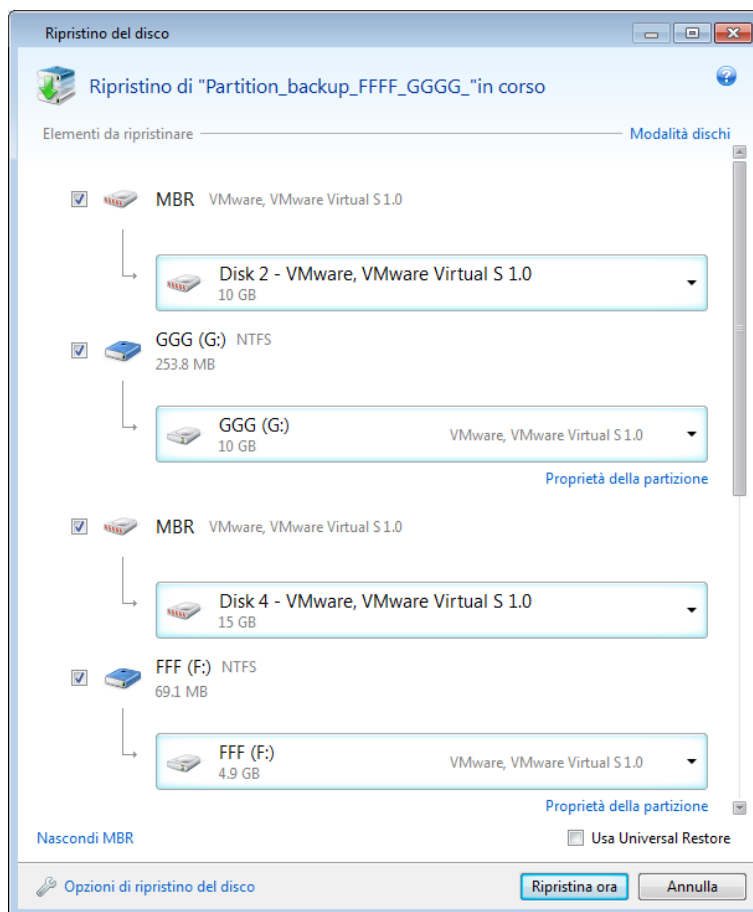 Ripristino del disco
Ripristino di "Partition_backup_FFFF_GGGG_"in corso
Elementi da ripristinare Modalità dischi
MBR VMware, VMware Virtual S 1.0
Disk 2 - VMware, VMware Virtual S 1.0
10 GB
GGG (G:) NTFS
253.8 MB
GGG (G:) VMware, VMware Virtual S 1.0
10 GB
Proprietà della partizione
MBR VMware, VMware Virtual S 1.0
Disk 4 - VMware, VMware Virtual S 1.0
15 GB
FFF (F:) NTFS
69.1 MB
FFF (F:) VMware, VMware Virtual S 1.0
4.9 GB
Proprietà della partizione
Nascondi MBR Usa Universal Restore
Opzioni di ripristino del disco Ripristina ora Annulla